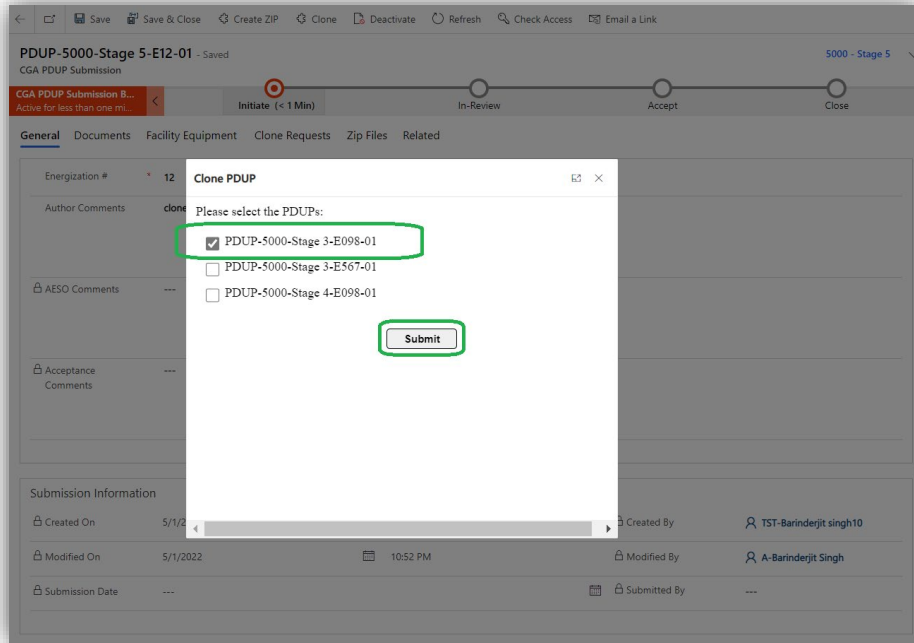 Save Save & Close Create ZIP Clone Deactivate Refresh Check Access Email a Link
PDUP-5000-Stage 5-E12-01 - Saved 5000 - Stage 5
CGA PDUP Submission
CGA PDUP Submission B...
Active for less than one mi...
Initiate (< 1 Min) In-Review Accept Close
General Documents Facility Equipment Clone Requests Zip Files Related
Energization # * 12
Clone PDUP
Author Comments clone
Please select the PDUPs:
PDUP-5000-Stage 3-E098-01
PDUP-5000-Stage 3-E567-01
AESO Comments ---
PDUP-5000-Stage 4-E098-01
Submit
Acceptance ---
Comments
Submission Information
Created On 5/1/2 Created By TST-Barinderjit singh10
Modified On 5/1/2022 10:52 PM Modified By A-Barinderjit Singh
Submission Date --- Submitted By ---